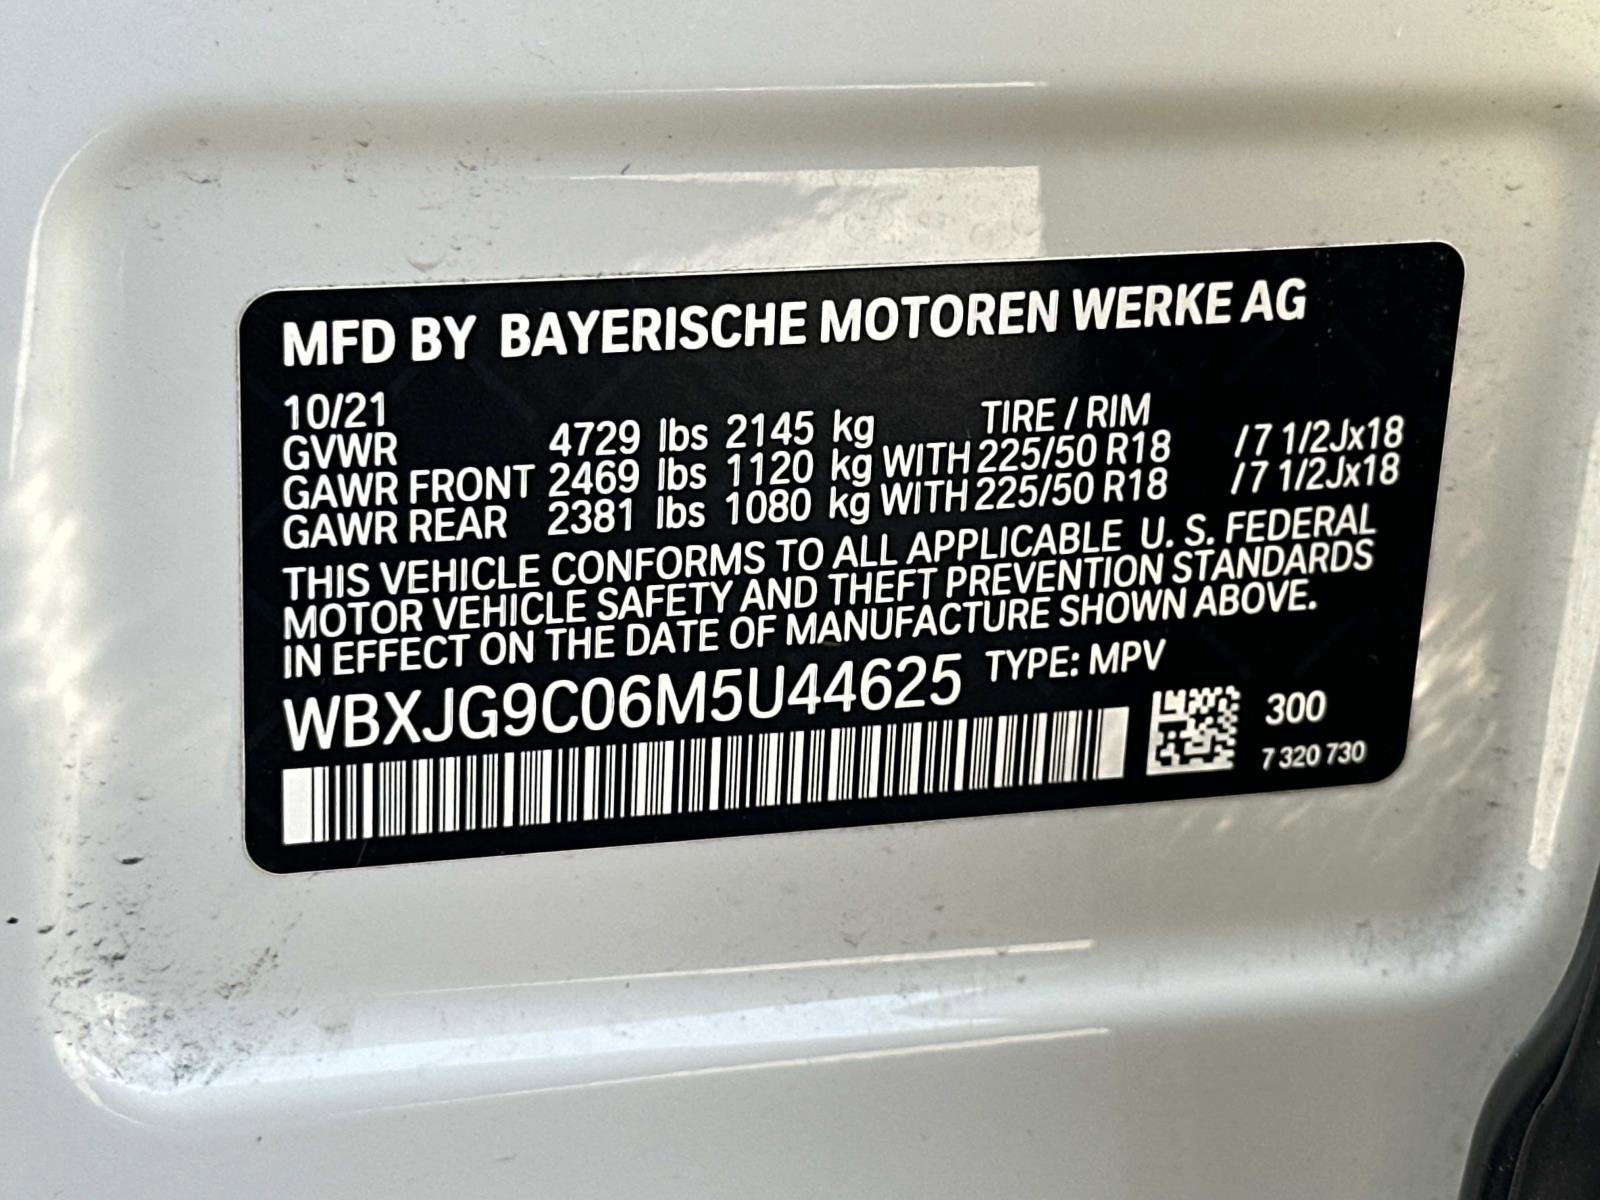 MFD BY BAYERISCHE MOTOREN WERKE AG
10/21 TIRE / RIM
GVWR 4729 lbs 2145 kg
GAWR FRONT 2469 lbs 1120 kg WITH 225/50 R18 /7 1/2Jx18
GAWR REAR 2381 lbs 1080 kg WITH 225/50 R18 /7 1/2Jx18
THIS VEHICLE CONFORMS TO ALL APPLICABLE U. S. FEDERAL
MOTOR VEHICLE SAFETY AND THEFT PREVENTION STANDARDS
IN EFFECT ON THE DATE OF MANUFACTURE SHOWN ABOVE.
WBXJG9C06M5U44625 TYPE: MPV
300
7 320 730